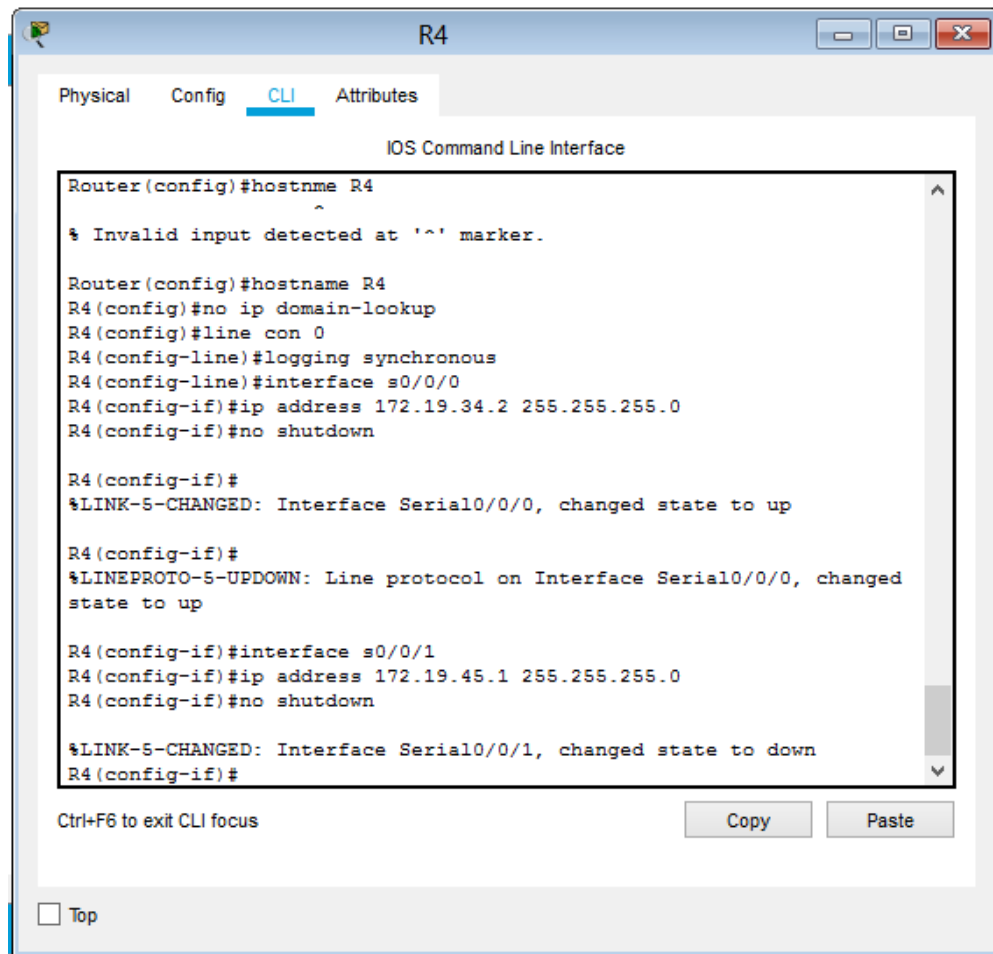 R4
Physical Config CLI Attributes
IOS Command Line Interface
Router(config)#hostnme R4
^
% Invalid input detected at '^' marker.
Router(config)#hostname R4
R4(config)#no ip domain-lookup
R4(config)#line con 0
R4(config-line)#logging synchronous
R4(config-line)#interface s0/0/0
R4(config-if)#ip address 172.19.34.2 255.255.255.0
R4(config-if)#no shutdown
R4(config-if)#
%LINK-5-CHANGED: Interface Serial0/0/0, changed state to up
R4(config-if)#
%LINEPROTO-5-UPDOWN: Line protocol on Interface Serial0/0/0, changed
state to up
R4(config-if)#interface s0/0/1
R4(config-if)#ip address 172.19.45.1 255.255.255.0
R4(config-if)#no shutdown
%LINK-5-CHANGED: Interface Serial0/0/1, changed state to down
R4(config-if)#
Ctrl+F6 to exit CLI focus Copy Paste
Top